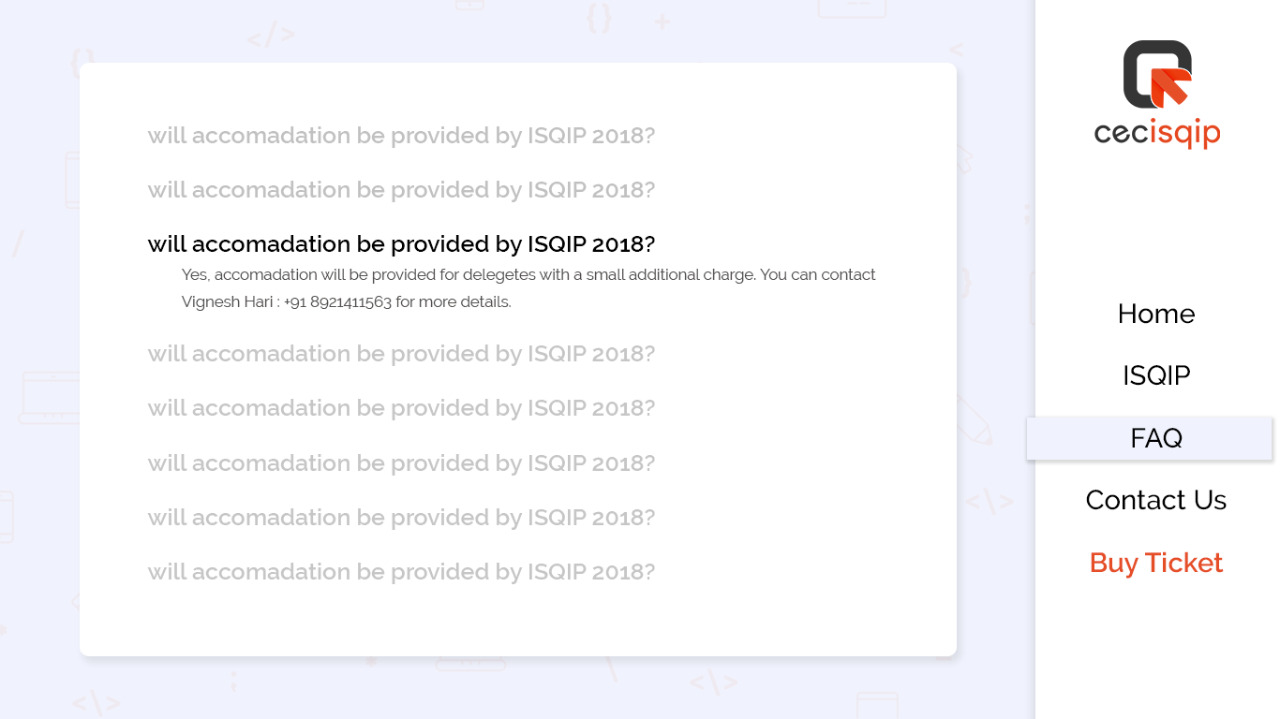 will accomadation be provided by ISQIP 2018?
will accomadation be provided by ISQIP 2018?
will accomadation be provided by ISQIP 2018?
Yes, accomadation will be provided for delegetes with a small additional charge. You can contact
Vignesh Hari : +91 8921411563 for more details.
will accomadation be provided by ISQIP 2018?
will accomadation be provided by ISQIP 2018?
will accomadation be provided by ISQIP 2018?
will accomadation be provided by ISQIP 2018?
will accomadation be provided by ISQIP 2018?
cecisqip
Home
ISQIP
FAQ
Contact Us
Buy Ticket